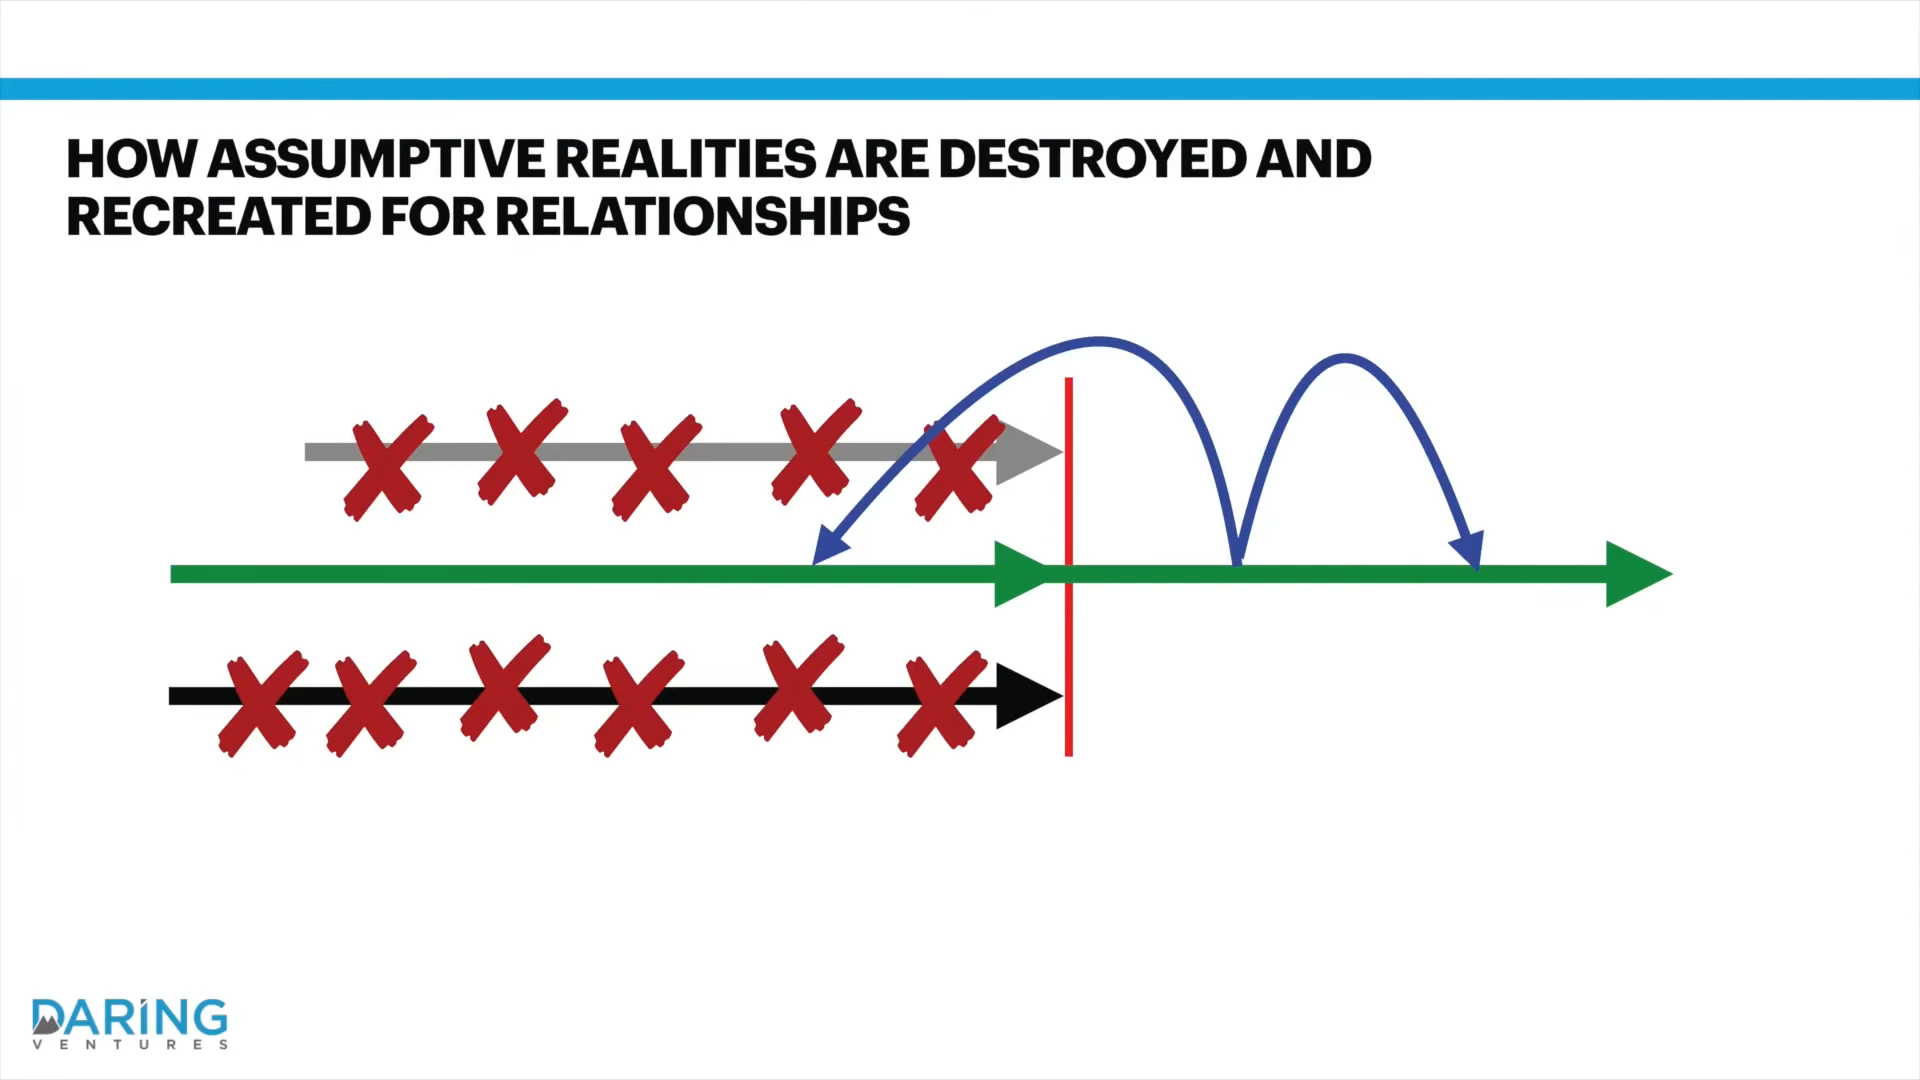 HOW ASSUMPTIVE REALITIES ARE DESTROYED AND
RECREATED FOR RELATIONSHIPS
DARING
VENTURES